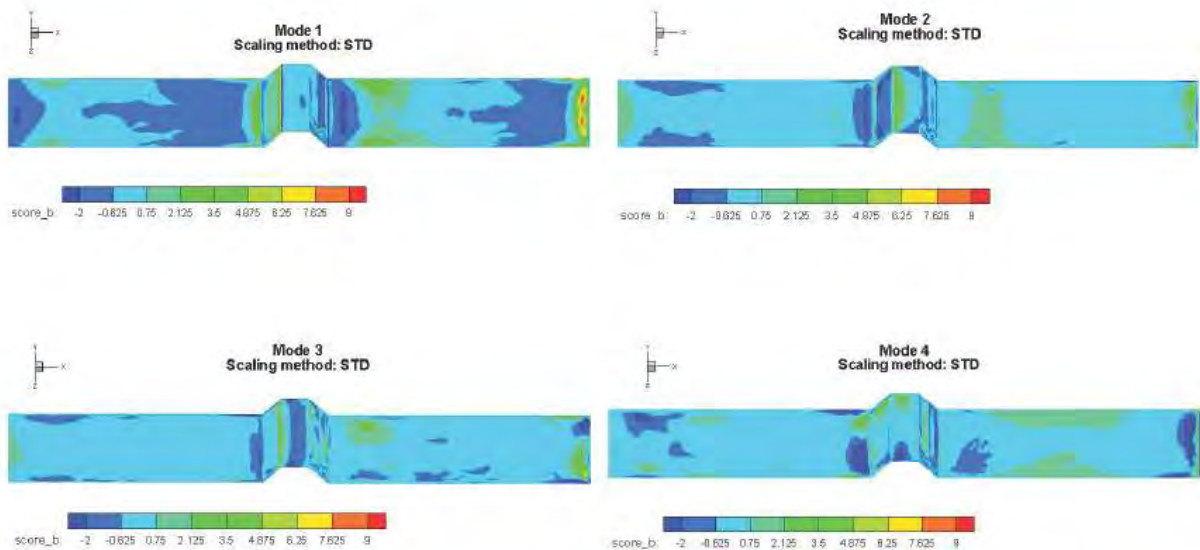 Mode 1
Scaling method: STD
Y
X
Z
score_b: -2 -0.625 0.75 2.125 3.5 4.875 6.25 7.625 9
Mode 2
Scaling method: STD
Y
X
Z
score_b: -2 -0.625 0.75 2.125 3.5 4.875 6.25 7.625 9
Mode 3
Scaling method: STD
Y
X
Z
score_b: -2 -0.625 0.75 2.125 3.5 4.875 6.25 7.625 9
Mode 4
Scaling method: STD
Y
X
Z
score_b: -2 -0.625 0.75 2.125 3.5 4.875 6.25 7.625 9